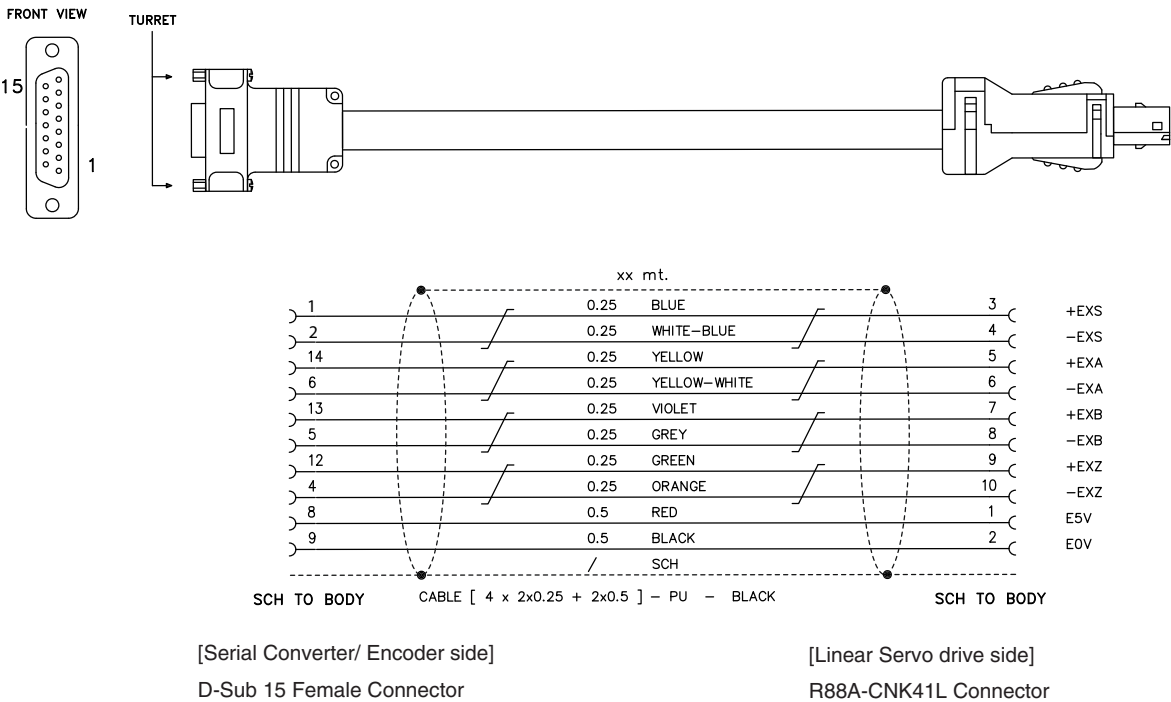 FRONT VIEW
TURRET
15
1
xx mt.
1 0.25 BLUE 3 +EXS
2 0.25 WHITE-BLUE 4 -EXS
14 0.25 YELLOW 5 +EXA
6 0.25 YELLOW-WHITE 6 -EXA
13 0.25 VIOLET 7 +EXB
5 0.25 GREY 8 -EXB
12 0.25 GREEN 9 +EXZ
4 0.25 ORANGE 10 -EXZ
8 0.5 RED 1 E5V
9 0.5 BLACK 2 E0V
/ SCH
SCH TO BODY CABLE [ 4 x 2x0.25 + 2x0.5 ] - PU - BLACK SCH TO BODY
[Serial Converter/ Encoder side] [Linear Servo drive side]
D-Sub 15 Female Connector R88A-CNK41L Connector